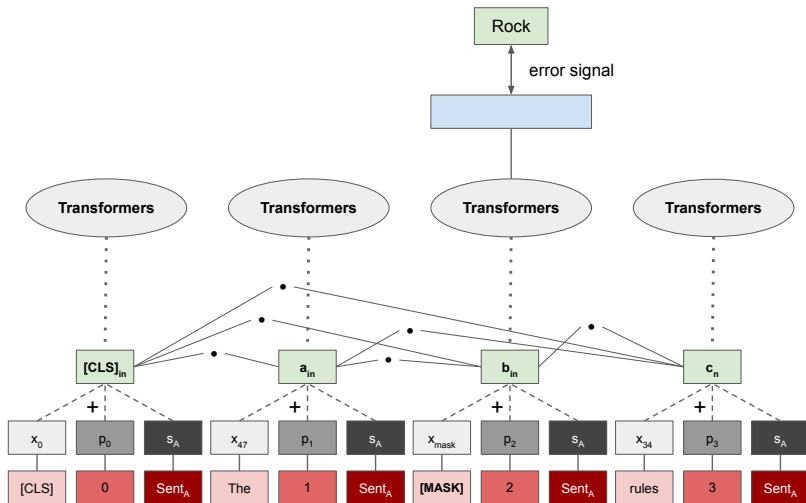 Rock
error signal
Transformers Transformers Transformers Transformers
• • • • • •
[CLS]in ain bin cn
+ + + +
x0 p0 sA x47 p1 sA xmask p2 sA x34 p3 sA
[CLS] 0 SentA The 1 SentA [MASK] 2 SentA rules 3 SentA